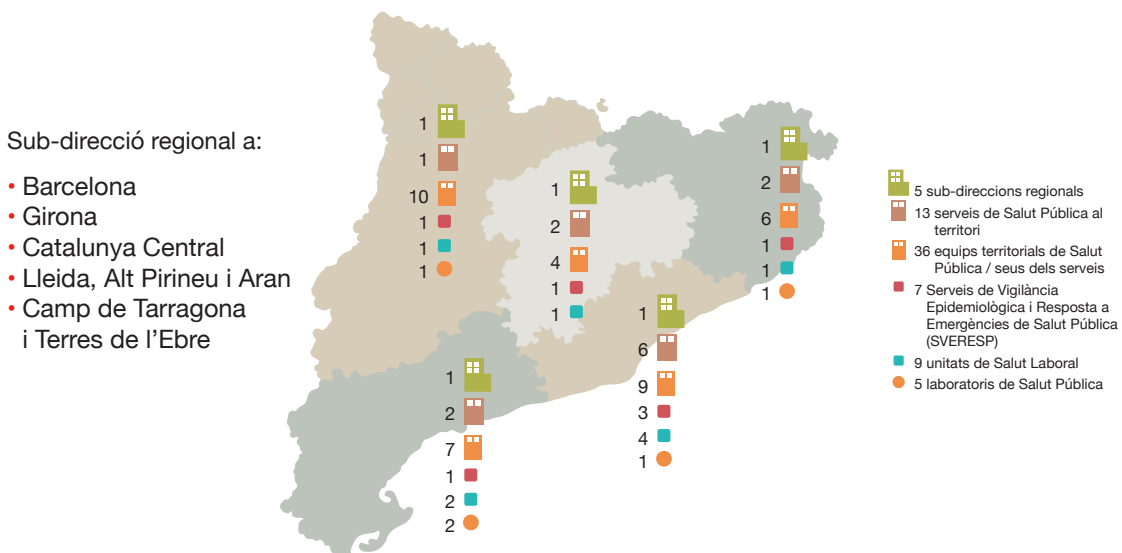 Sub-direcció regional a:
• Barcelona
• Girona
• Catalunya Central
• Lleida, Alt Pirineu i Aran
• Camp de Tarragona
i Terres de l’Ebre
1
1
10
1
1
1
1
2
4
1
1
1
2
6
1
1
1
1
6
9
3
4
1
1
2
7
1
2
2
5 sub-direccions regionals
13 serveis de Salut Pública al
territori
36 equips territorials de Salut
Pública / seus dels serveis
7 Serveis de Vigilància
Epidemiològica i Resposta a
Emergències de Salut Pública
(SVERESP)
9 unitats de Salut Laboral
5 laboratoris de Salut Pública